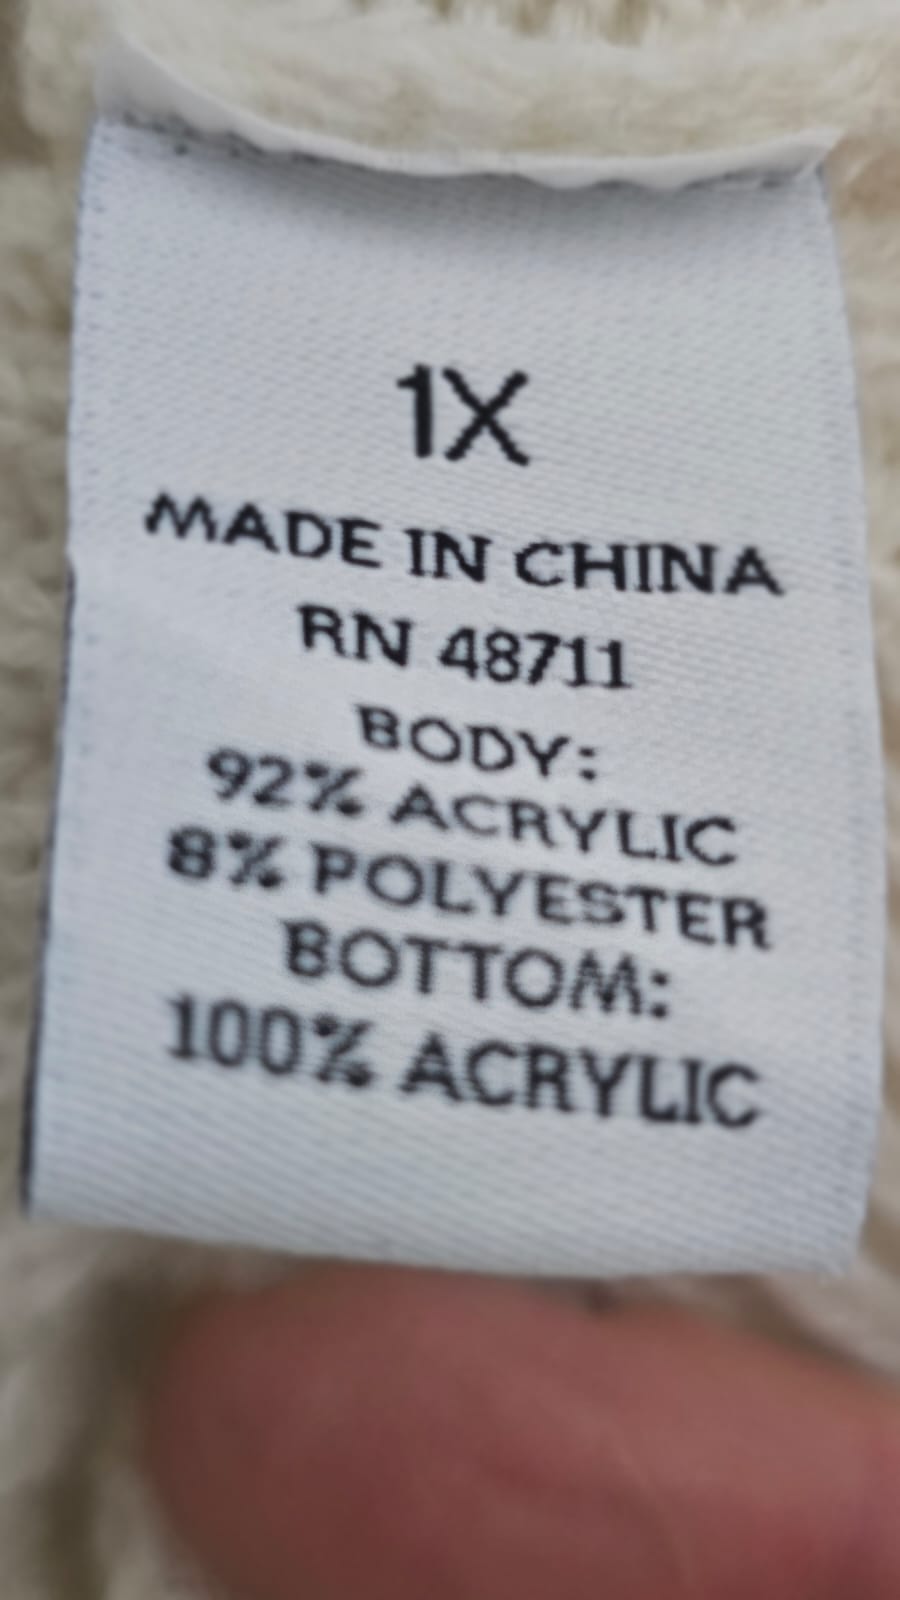 1X
MADE IN CHINA
RN 48711
BODY:
92% ACRYLIC
8% POLYESTER
BOTTOM:
100% ACRYLIC